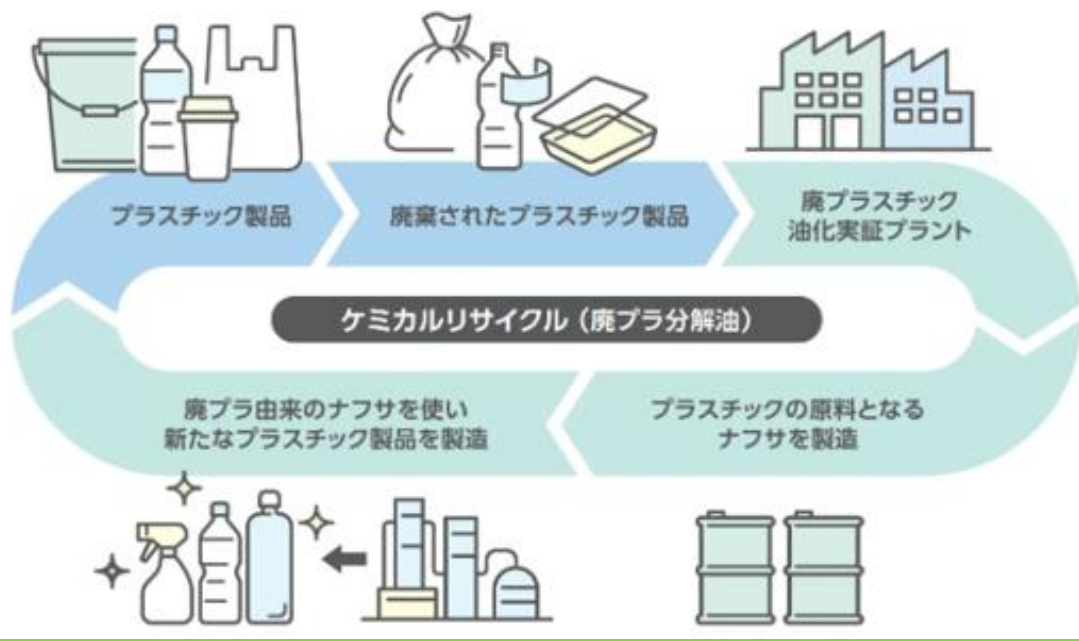 プラスチック製品
廃棄されたプラスチック製品
廃プラスチック
油化実証プラント
ケミカルリサイクル（廃プラ分解油）
プラスチックの原料となる
ナフサを製造
廃プラ由来のナフサを使い
新たなプラスチック製品を製造